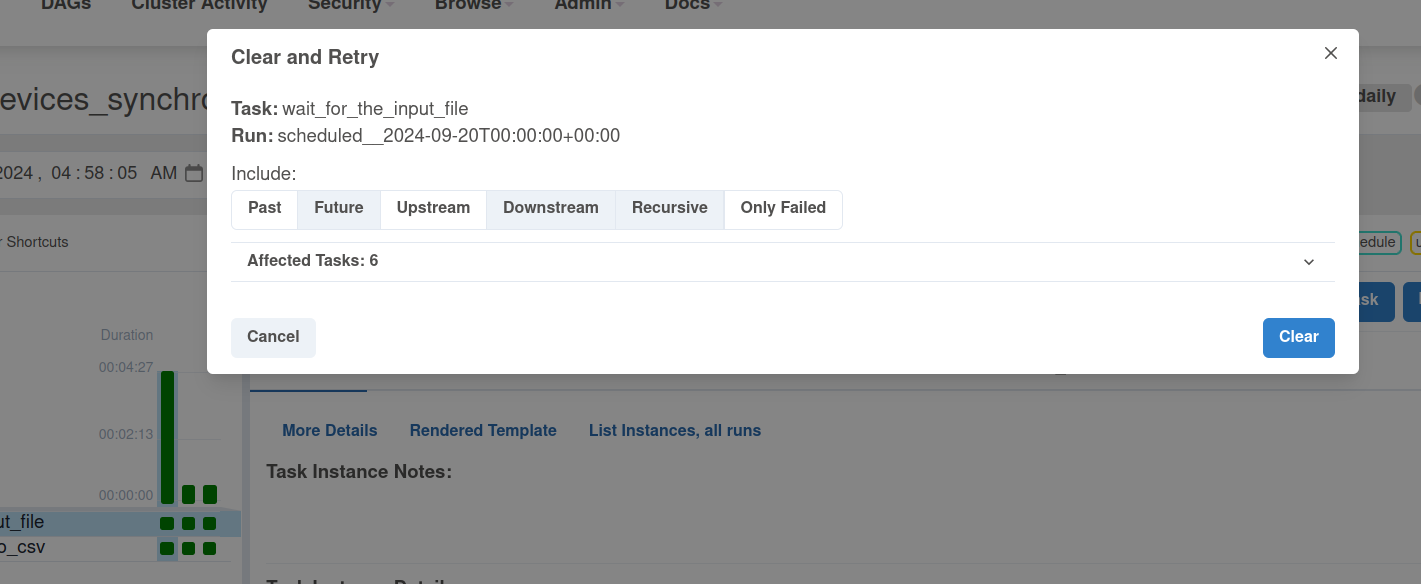 DAGs Cluster Activity Security Browse Admin Docs
Clear and Retry
evices_synchro
daily
Task: wait_for_the_input_file
Run: scheduled__2024-09-20T00:00:00+00:00
2024, 04:58:05 AM
Include:
Past Future Upstream Downstream Recursive Only Failed
r Shortcuts
edule
Affected Tasks: 6
sk
Cancel Clear
Duration
00:04:27
00:02:13
00:00:00
More Details Rendered Template List Instances, all runs
Task Instance Notes:
ut_file
o_csv